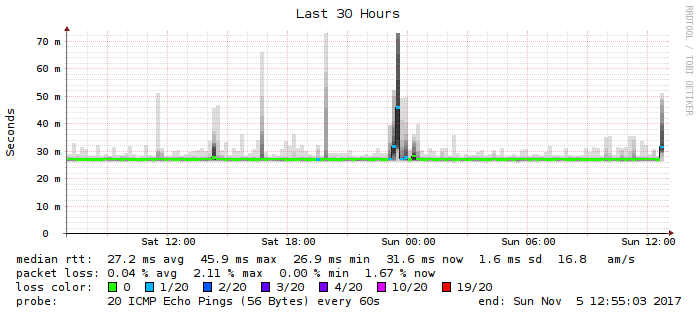 Last 30 Hours
RRDTOOL / TOBI OETIKER
Seconds
70 m
60 m
50 m
40 m
30 m
20 m
10 m
0
Sat 12:00 Sat 18:00 Sun 00:00 Sun 06:00 Sun 12:00
median rtt: 27.2 ms avg 45.9 ms max 26.9 ms min 31.6 ms now 1.6 ms sd 16.8 am/s
packet loss: 0.04 % avg 2.11 % max 0.00 % min 1.67 % now
loss color: 0 1/20 2/20 3/20 4/20 10/20 19/20
probe: 20 ICMP Echo Pings (56 Bytes) every 60s end: Sun Nov 5 12:55:03 2017